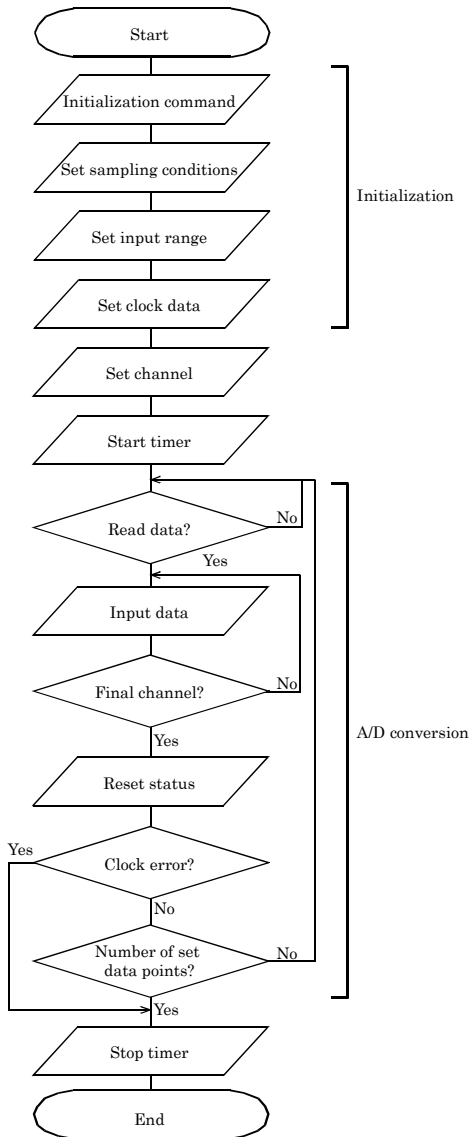 Start
Initialization command
Set sampling conditions
Initialization
Set input range
Set clock data
Set channel
Start timer
Read data?
No
Yes
Input data
Final channel?
No
Yes
A/D conversion
Reset status
Yes
Clock error?
No
Number of set
data points?
No
Yes
Stop timer
End